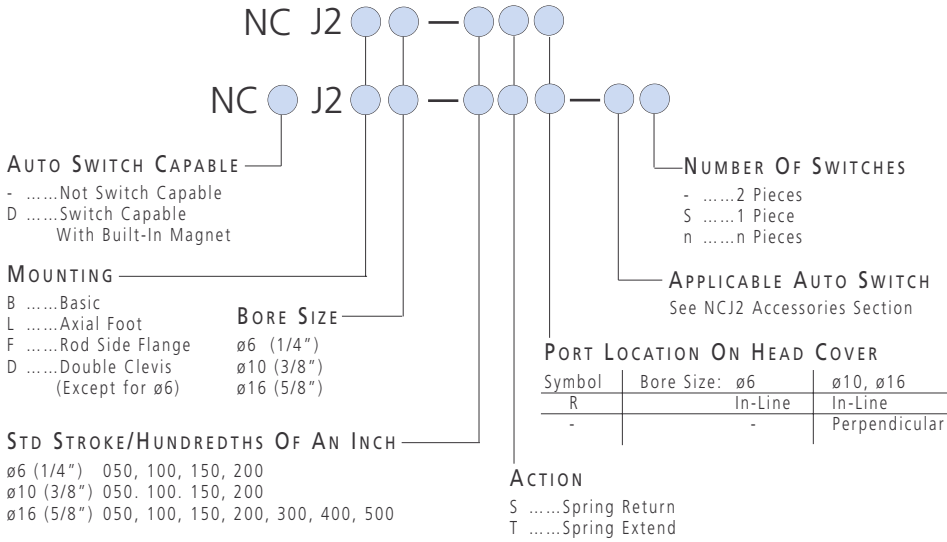 NC J2 —
NC J2 — —
AUTO SWITCH CAPABLE
- ......Not Switch Capable
D ......Switch Capable
With Built-In Magnet
NUMBER OF SWITCHES
- ......2 Pieces
S ......1 Piece
n ......n Pieces
MOUNTING
B ......Basic
L ......Axial Foot
F ......Rod Side Flange
D ......Double Clevis
(Except for ø6)
BORE SIZE
ø6 (1/4")
ø10 (3/8")
ø16 (5/8")
APPLICABLE AUTO SWITCH
See NCJ2 Accessories Section
PORT LOCATION ON HEAD COVER
Symbol Bore Size: ø6 ø10, ø16
R In-Line In-Line
- - Perpendicular
STD STROKE/HUNDREDTHS OF AN INCH
ø6 (1/4") 050, 100, 150, 200
ø10 (3/8") 050. 100. 150, 200
ø16 (5/8") 050, 100, 150, 200, 300, 400, 500
ACTION
S ......Spring Return
T ......Spring Extend